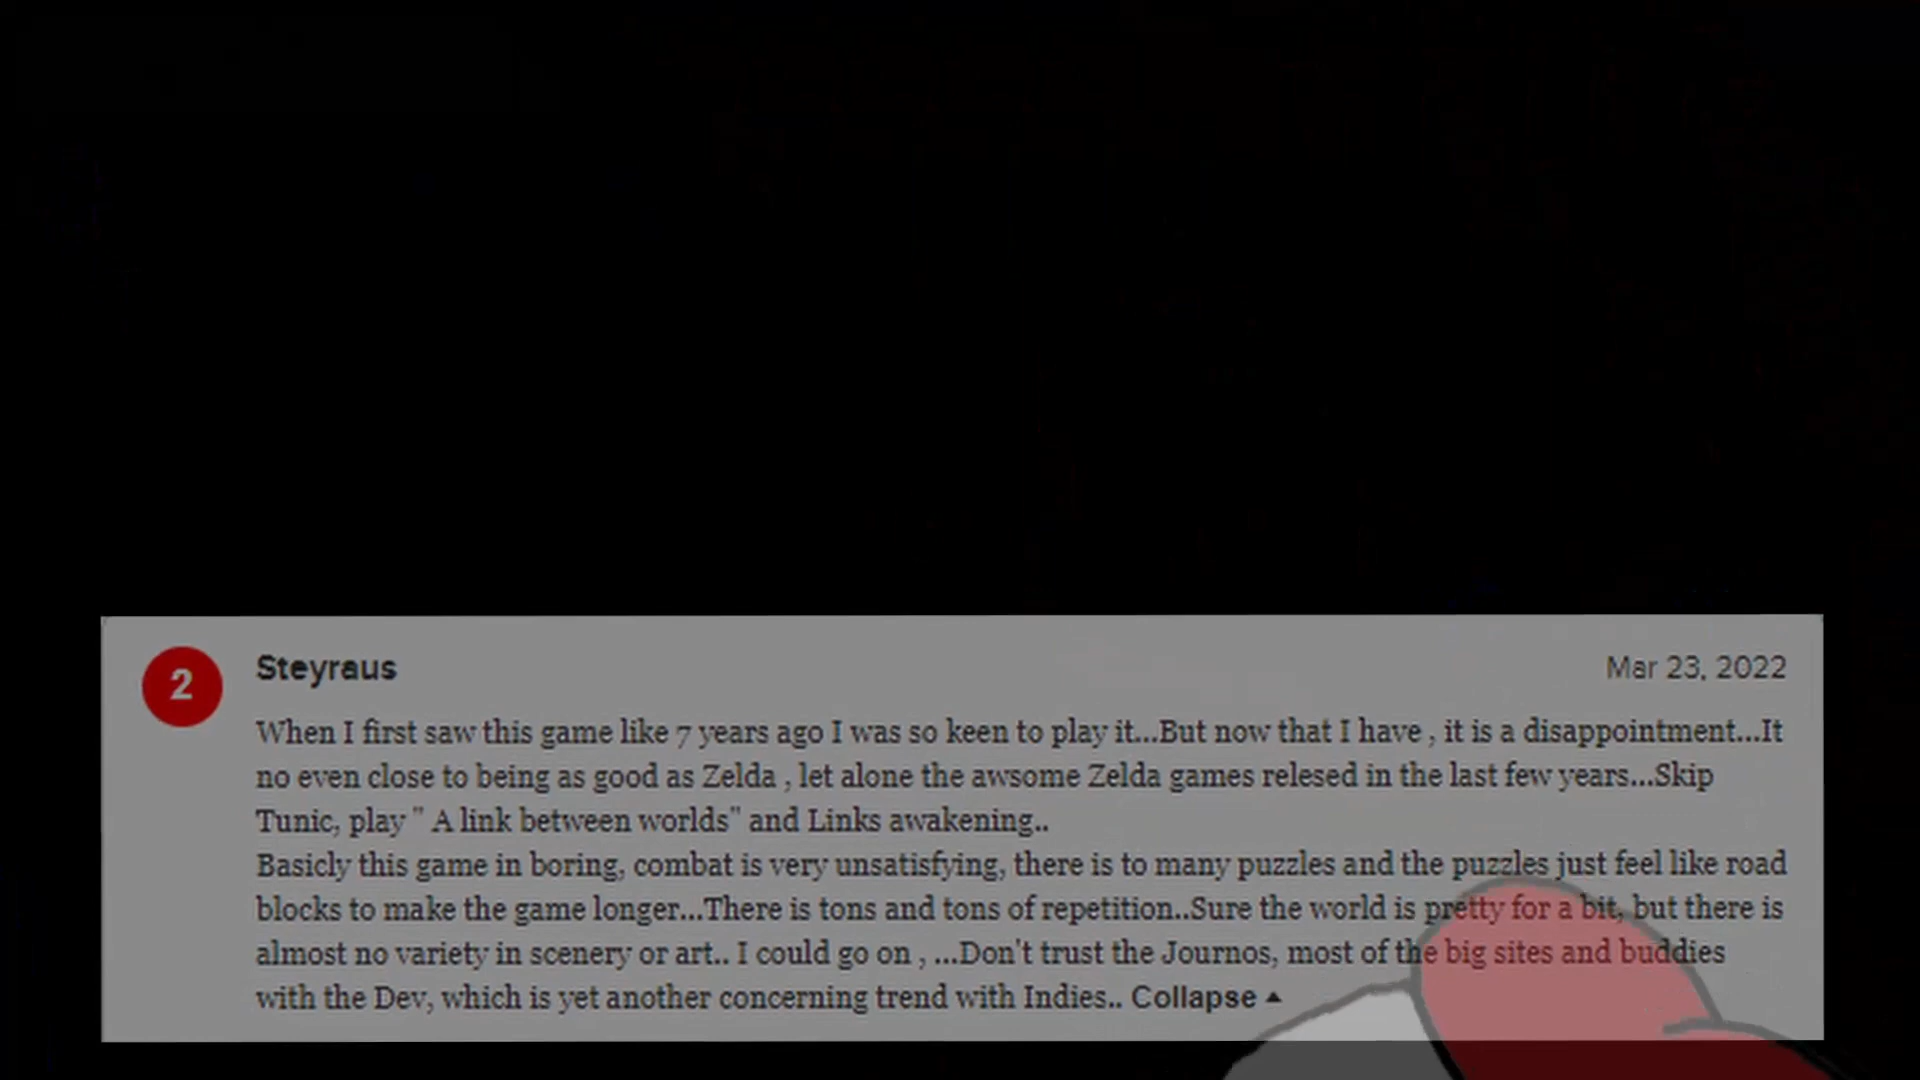 2
Steyraus
Mar 23, 2022
When I first saw this game like 7 years ago I was so keen to play it...But now that I have , it is a disappointment...It
no even close to being as good as Zelda , let alone the awsome Zelda games relesed in the last few years...Skip
Tunic, play " A link between worlds" and Links awakening..
Basicly this game in boring, combat is very unsatisfying, there is to many puzzles and the puzzles just feel like road
blocks to make the game longer...There is tons and tons of repetition..Sure the world is pretty for a bit, but there is
almost no variety in scenery or art.. I could go on , ...Don't trust the Journos, most of the big sites and buddies
with the Dev, which is yet another concerning trend with Indies.. Collapse ▲